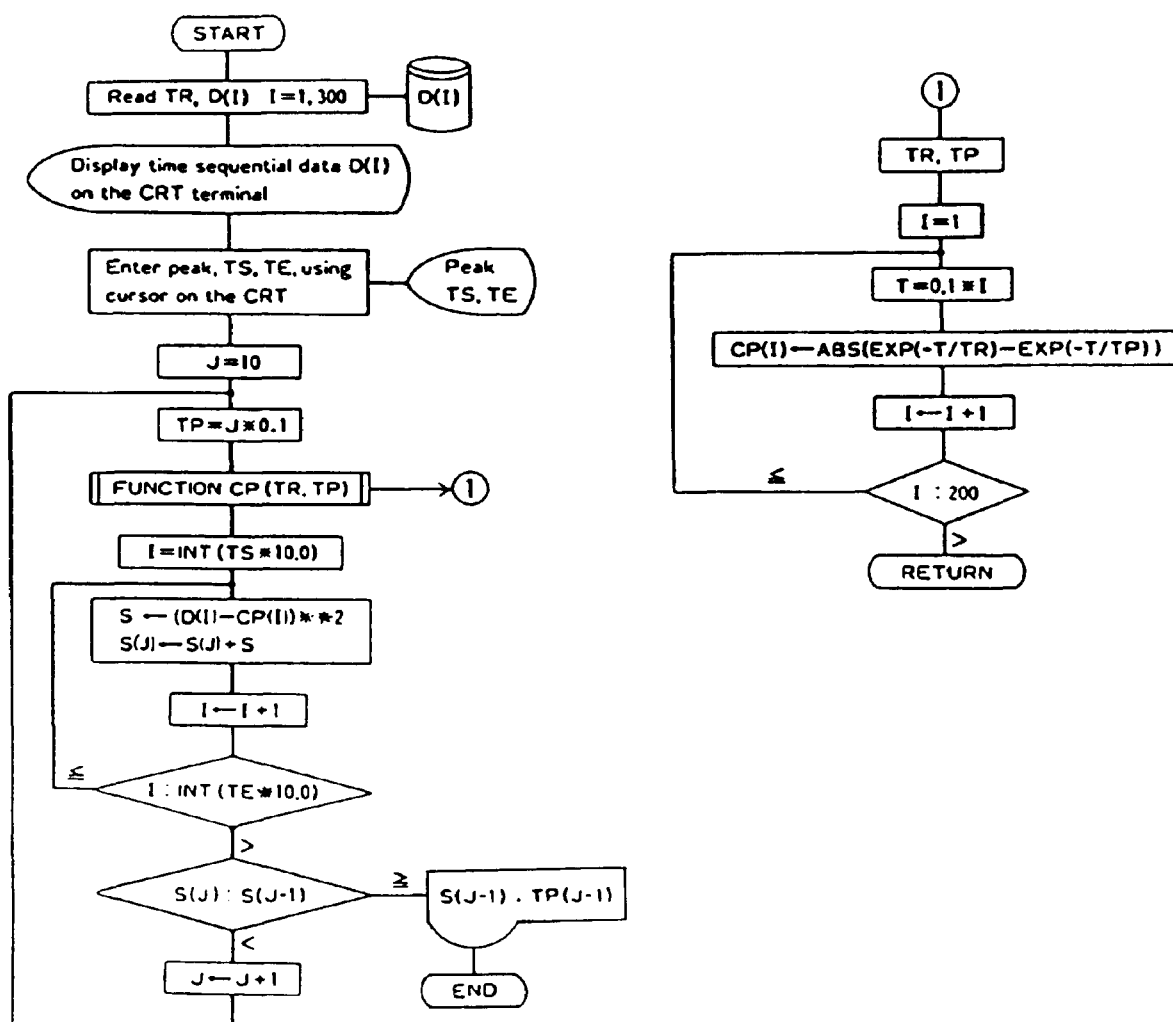 START
Read TR, D(I) I=1, 300
D(I)
Display time sequential data D(I)
on the CRT terminal
Enter peak, TS, TE, using
cursor on the CRT
Peak
TS, TE
J=10
TP=J*0.1
FUNCTION CP (TR, TP)
1
I=INT (TS*10.0)
S ← (D(I)-CP(I))**2
S(J)←S(J)+S
I←I+1
≦
I : INT (TE*10.0)
>
S(J) : S(J-1)
≧
S(J-1) . TP(J-1)
<
J←J+1
END
1
TR, TP
I=1
T=0.1*I
CP(I)←ABS(EXP(-T/TR)-EXP(-T/TP))
I←I+1
≦
I : 200
>
RETURN